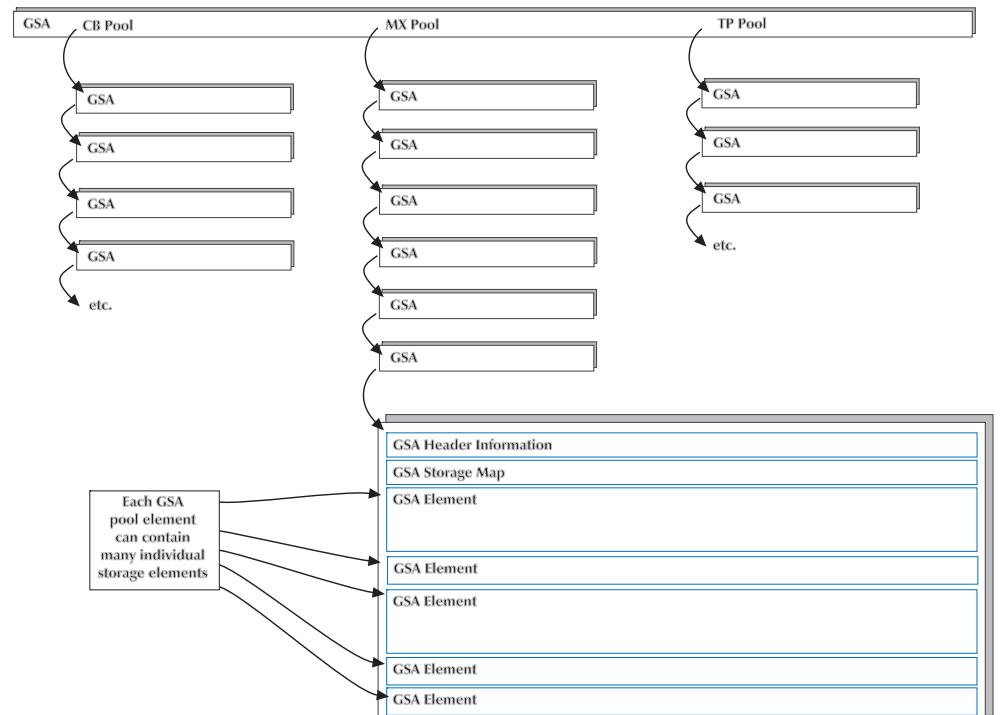 GSA CB Pool MX Pool TP Pool
GSA
GSA
GSA
GSA
etc.
GSA
GSA
GSA
GSA
GSA
GSA
GSA
GSA
GSA
etc.
GSA Header Information
GSA Storage Map
GSA Element
GSA Element
GSA Element
GSA Element
GSA Element
Each GSA
pool element
can contain
many individual
storage elements